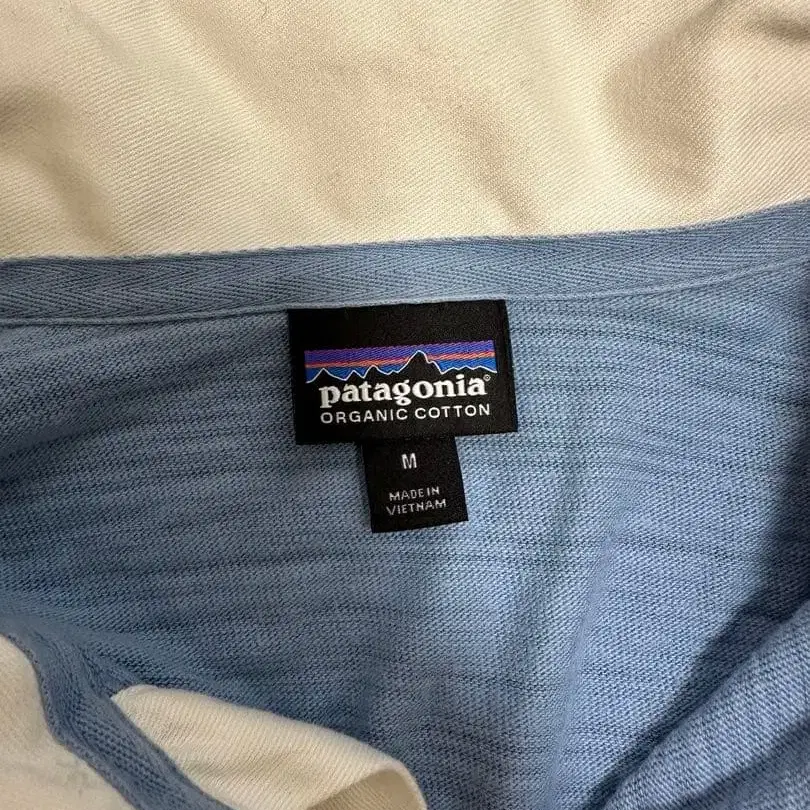 patagonia®
ORGANIC COTTON
M
MADE IN
VIETNAM